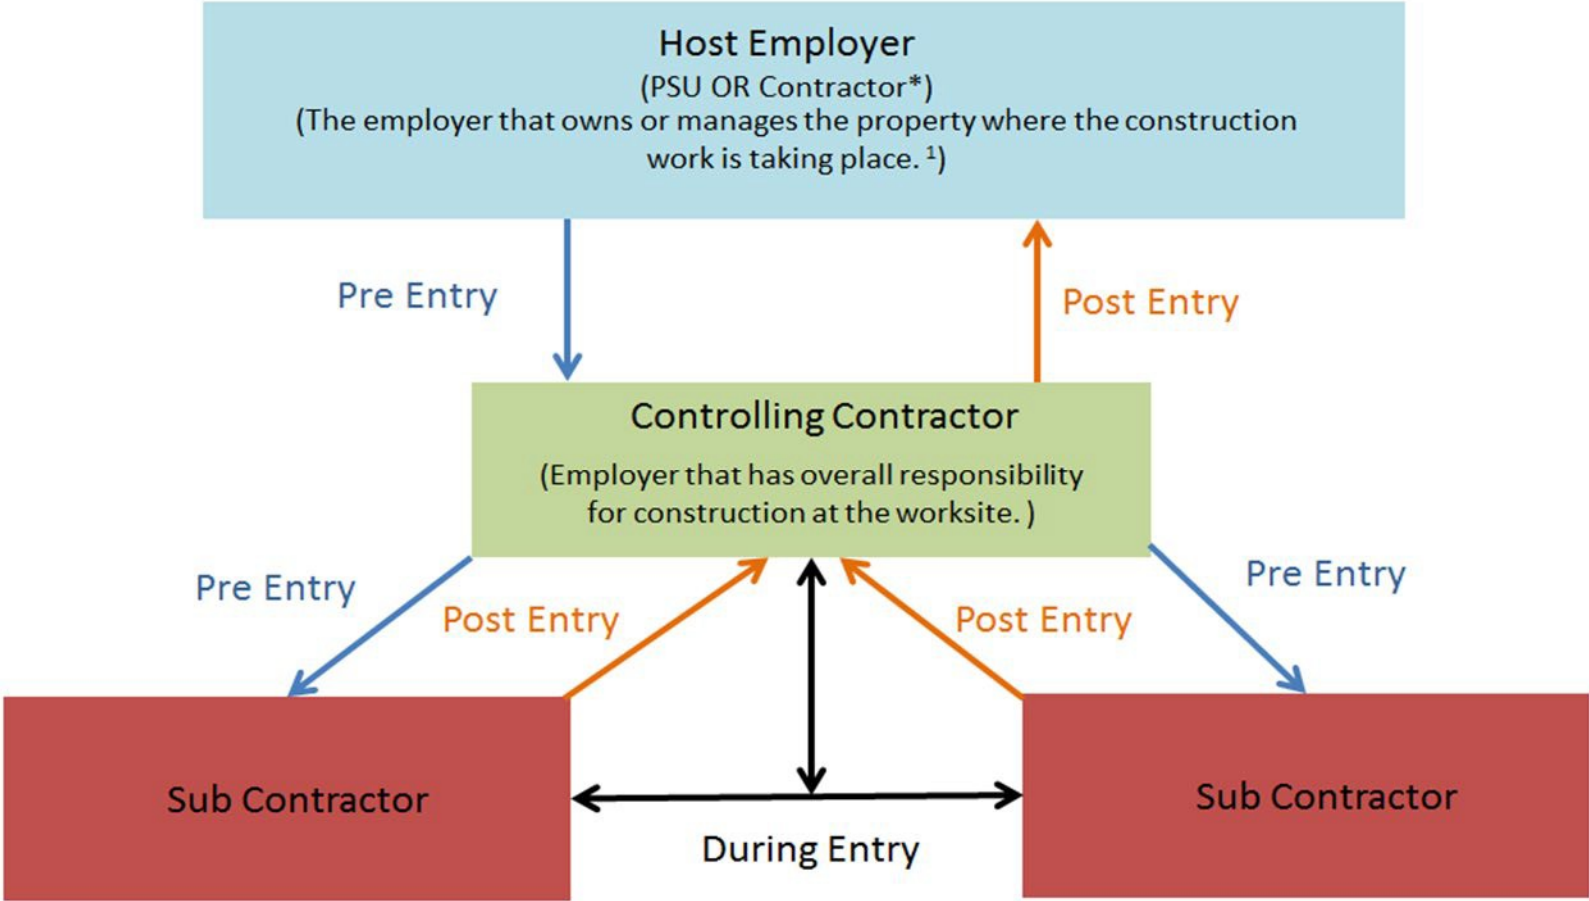 Host Employer
(PSU OR Contractor*)
(The employer that owns or manages the property where the construction
work is taking place. ¹)
Pre Entry
Post Entry
Controlling Contractor
(Employer that has overall responsibility
for construction at the worksite. )
Pre Entry
Post Entry
Post Entry
Pre Entry
Sub Contractor
Sub Contractor
During Entry